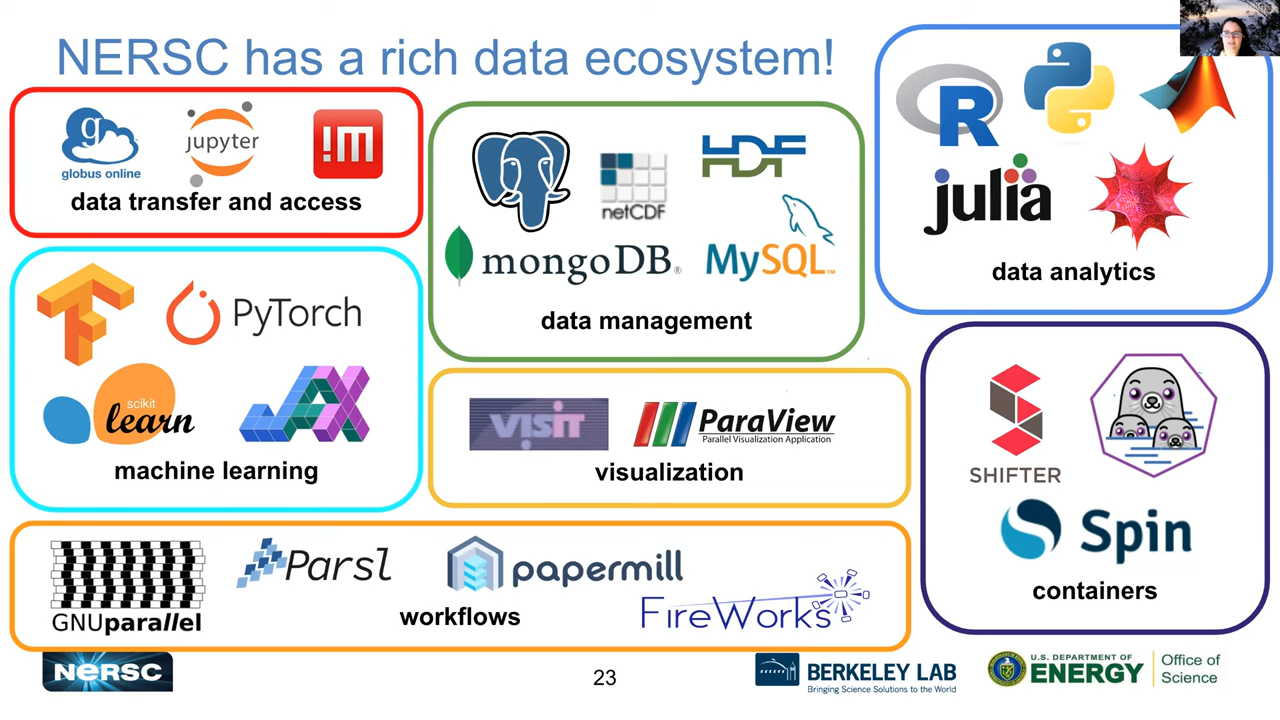 NERSC has a rich data ecosystem!
g
globus online
jupyter
!M
data transfer and access
netCDF
HDF
mongoDB®
MySQL™
data management
R
julia
data analytics
PyTorch
scikit
learn
JAX
machine learning
VisIT
ParaView
Parallel Visualization Application
visualization
SHIFTER
Spin
containers
GNUparallel
Parsl
papermill
FireWorks
workflows
NERSC
23
BERKELEY LAB
Bringing Science Solutions to the World
U.S. DEPARTMENT OF
ENERGY
Office of
Science